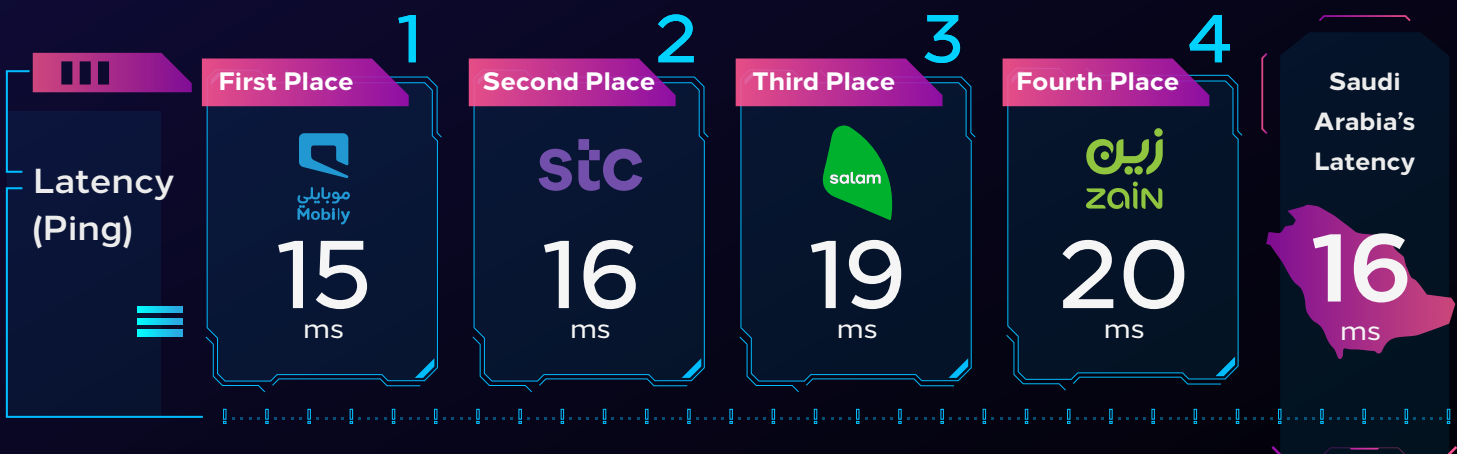 Latency
(Ping)
1
First Place
موبايلي
Mobily
15
ms
2
Second Place
stc
16
ms
3
Third Place
salam
19
ms
4
Fourth Place
زين
zain
20
ms
Saudi
Arabia's
Latency
16
ms